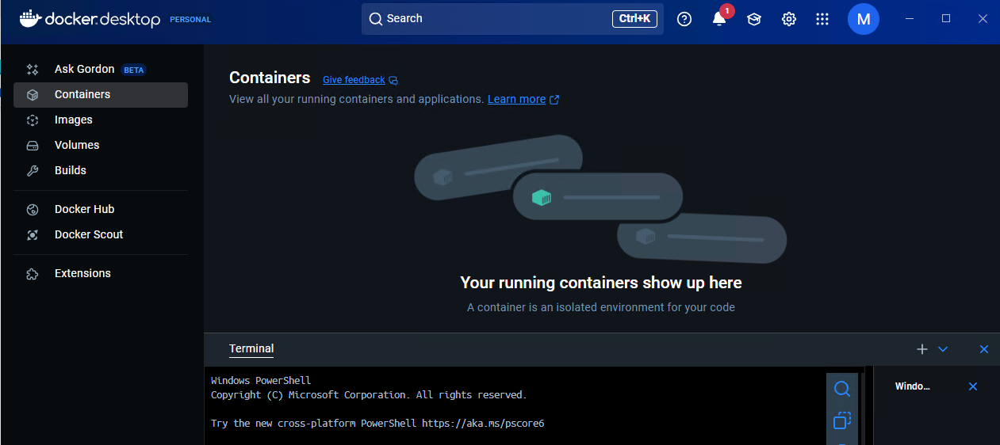 docker.desktop PERSONAL
Search Ctrl+K
1
M
Ask Gordon BETA
Containers
Images
Volumes
Builds
Docker Hub
Docker Scout
Extensions
Containers Give feedback
View all your running containers and applications. Learn more
Your running containers show up here
A container is an isolated environment for your code
Terminal
Windows PowerShell
Copyright (C) Microsoft Corporation. All rights reserved.
Try the new cross-platform PowerShell https://aka.ms/pscore6
Windo...